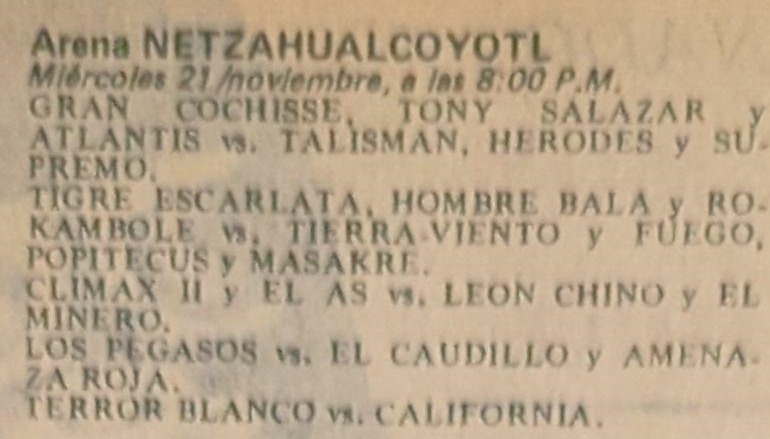 Arena NETZAHUALCOYOTL
Miércoles 21/noviembre, a las 8:00 P.M.
GRAN COCHISSE, TONY SALAZAR y
ATLANTIS vs. TALISMAN, HERODES y SU-
PREMO.
TIGRE ESCARLATA, HOMBRE BALA y RO-
KAMBOLE vs. TIERRA-VIENTO y FUEGO,
POPITECUS y MASAKRE.
CLIMAX II y EL AS vs. LEON CHINO y EL
MINERO.
LOS PEGASOS vs. EL CAUDILLO y AMENA-
ZA ROJA.
TERROR BLANCO vs. CALIFORNIA.